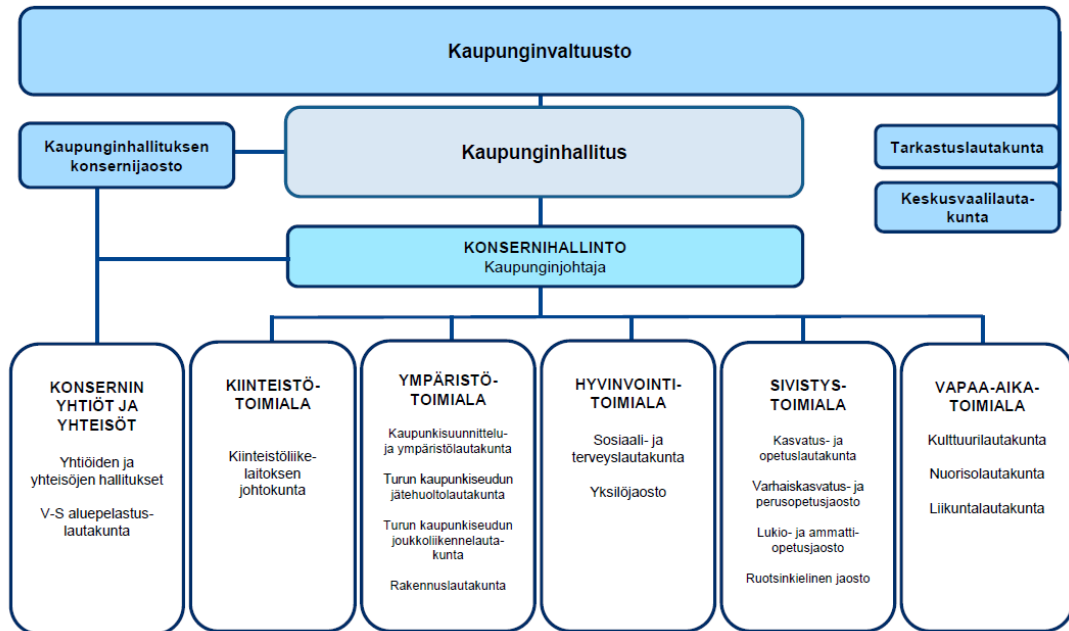 Kaupunginvaltuusto
Kaupunginhallituksen
konsernijaosto
Kaupunginhallitus
Tarkastuslautakunta
Keskusvaalilauta-
kunta
KONSERNIHALLINTO
Kaupunginjohtaja
KONSERNIN
YHTIÖT JA
YHTEISÖT
Yhtiöiden ja
yhteisöjen hallitukset
V-S aluepelastus-
lautakunta
KIINTEISTÖ-
TOIMIALA
Kiinteistöliike-
laitoksen
johtokunta
YMPÄRISTÖ-
TOIMIALA
Kaupunkisuunnittelu-
ja ympäristölautakunta
Turun kaupunkiseudun
jätehuoltolautakunta
Turun kaupunkiseudun
joukkoliikennelauta-
kunta
Rakennuslautakunta
HYVINVOINTI-
TOIMIALA
Sosiaali- ja
terveyslautakunta
Yksilöjaosto
SIVISTYS-
TOIMIALA
Kasvatus- ja
opetuslautakunta
Varhaiskasvatus- ja
perusopetusjaosto
Lukio- ja ammatti-
opetusjaosto
Ruotsinkielinen jaosto
VAPAA-AIKA-
TOIMIALA
Kulttuurilautakunta
Nuorisolautakunta
Liikuntalautakunta